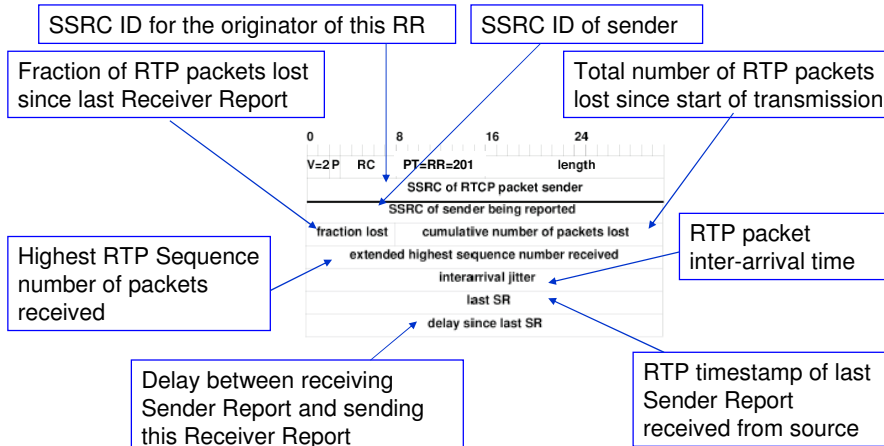 SSRC ID for the originator of this RR
SSRC ID of sender
Fraction of RTP packets lost
since last Receiver Report
Total number of RTP packets
lost since start of transmission
0 8 16 24
V=2 P RC PT=RR=201 length
SSRC of RTCP packet sender
SSRC of sender being reported
fraction lost cumulative number of packets lost
extended highest sequence number received
interarrival jitter
last SR
delay since last SR
Highest RTP Sequence
number of packets
received
RTP packet
inter-arrival time
Delay between receiving
Sender Report and sending
this Receiver Report
RTP timestamp of last
Sender Report
received from source